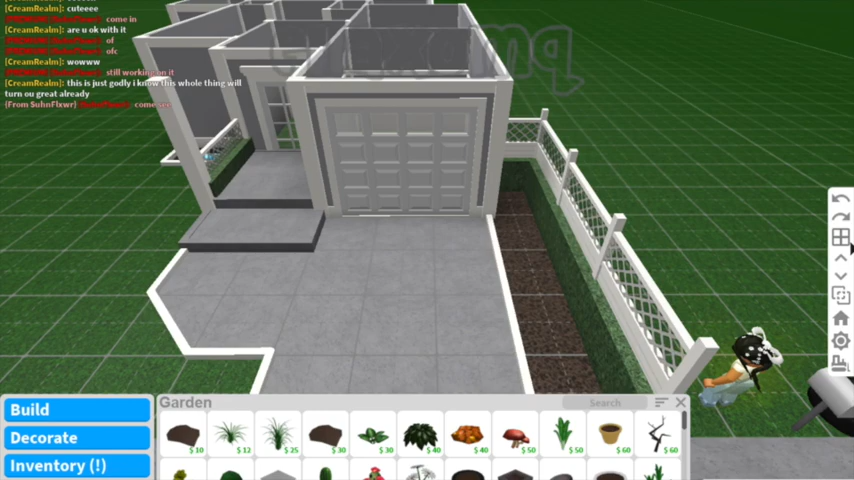 [CreamRealm]: cuteeee
come in
[CreamRealm]: are u ok with it
of
ofc
[CreamRealm]: wowww
still working on it
[CreamRealm]: this is just godly i know this whole thing will
turn ou great already
[From SuhnFlxwr] come see
Build
Decorate
Inventory (!)
Garden
Search
$ 10
$ 12
$ 25
$ 30
$ 30
$ 40
$ 40
$ 50
$ 50
$ 60
$ 60